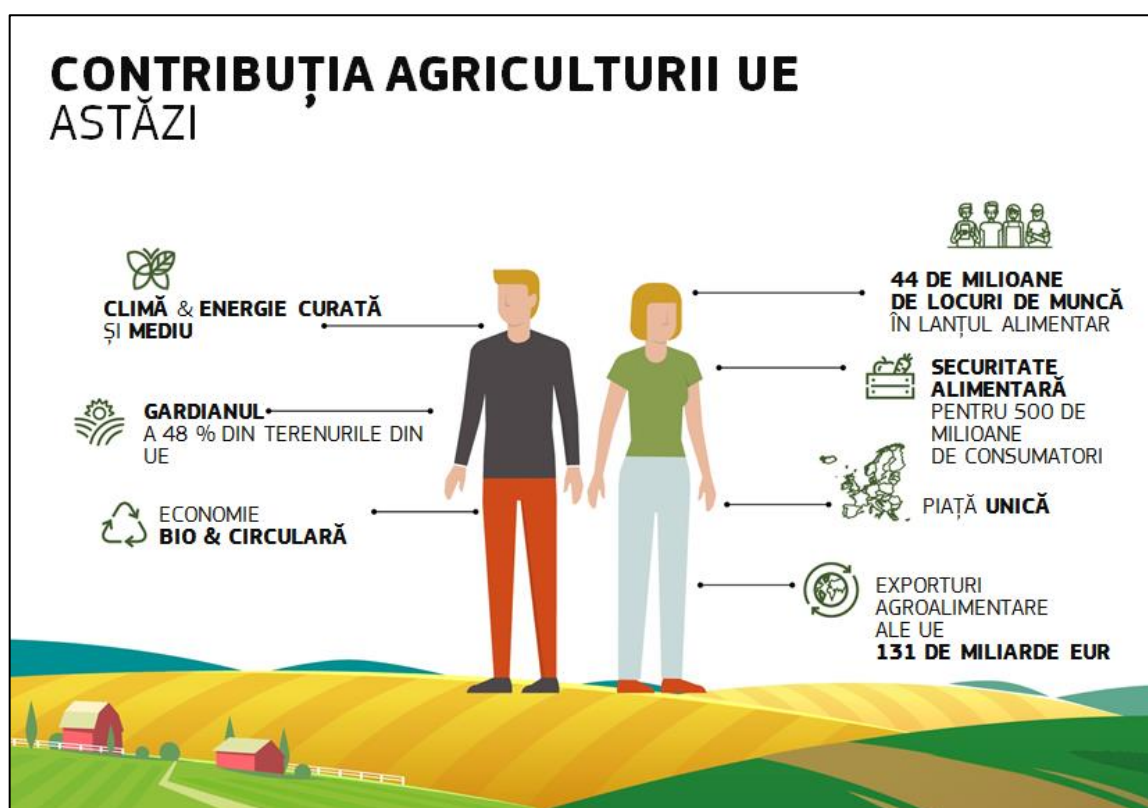 CONTRIBUȚIA AGRICULTURII UE
ASTĂZI
CLIMĂ & ENERGIE CURATĂ
ȘI MEDIU
GARDIANUL
A 48 % DIN TERENURILE DIN
UE
ECONOMIE
BIO & CIRCULARĂ
44 DE MILIOANE
DE LOCURI DE MUNCĂ
ÎN LANȚUL ALIMENTAR
SECURITATE
ALIMENTARĂ
PENTRU 500 DE
MILIOANE
DE CONSUMATORI
PIAȚĂ UNICĂ
EXPORTURI
AGROALIMENTARE
ALE UE
131 DE MILIARDE EUR